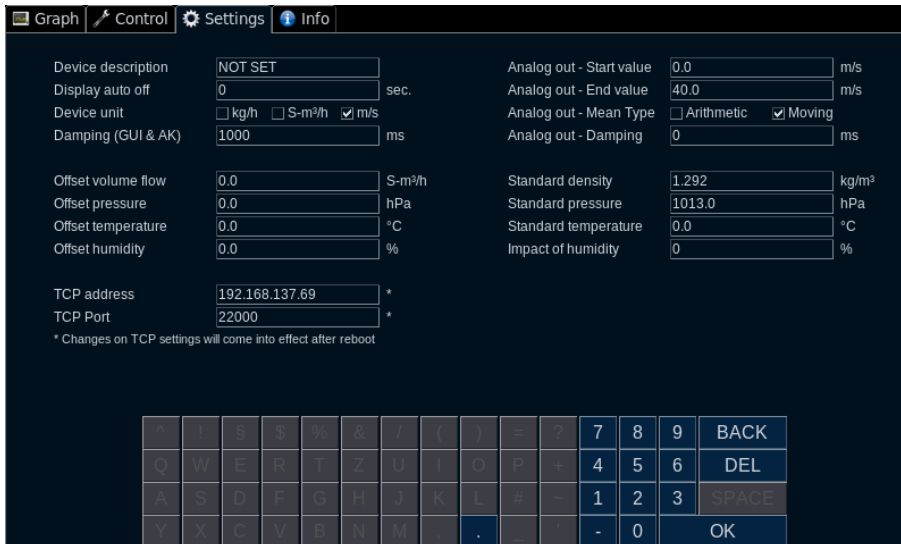 Graph Control Settings Info
Device description NOT SET
Display auto off 0 sec.
Device unit kg/h S-m³/h m/s
Damping (GUI & AK) 1000 ms
Offset volume flow 0.0 S-m³/h
Offset pressure 0.0 hPa
Offset temperature 0.0 °C
Offset humidity 0.0 %
TCP address 192.168.137.69 *
TCP Port 22000 *
* Changes on TCP settings will come into effect after reboot
Analog out - Start value 0.0 m/s
Analog out - End value 40.0 m/s
Analog out - Mean Type Arithmetic Moving
Analog out - Damping 0 ms
Standard density 1.292 kg/m³
Standard pressure 1013.0 hPa
Standard temperature 0.0 °C
Impact of humidity 0 %
^ ! § $ % & / ( ) = ? 7 8 9 BACK
Q W E R T Z U I O P + 4 5 6 DEL
A S D F G H J K L # ~ 1 2 3 SPACE
Y X C V B N M , . _ ' - 0 OK